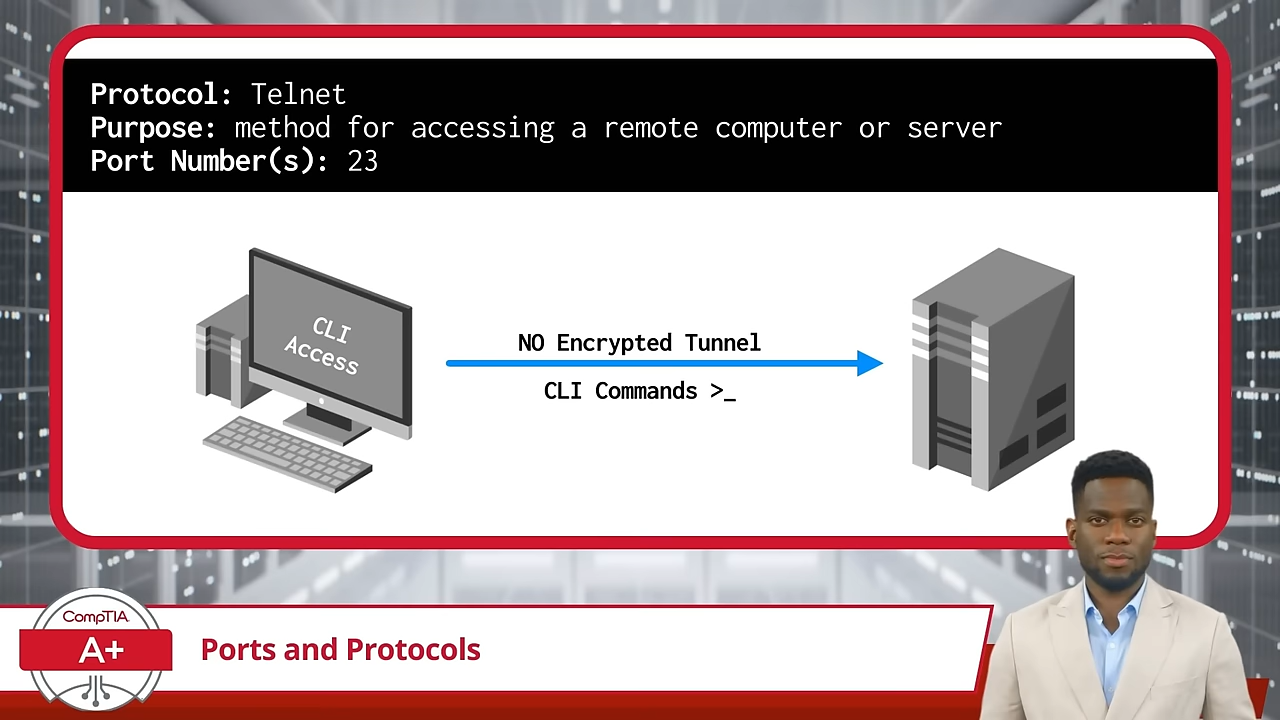 Protocol: Telnet
Purpose: method for accessing a remote computer or server
Port Number(s): 23
CLI
Access
NO Encrypted Tunnel
CLI Commands >_
CompTIA.
A+
Ports and Protocols